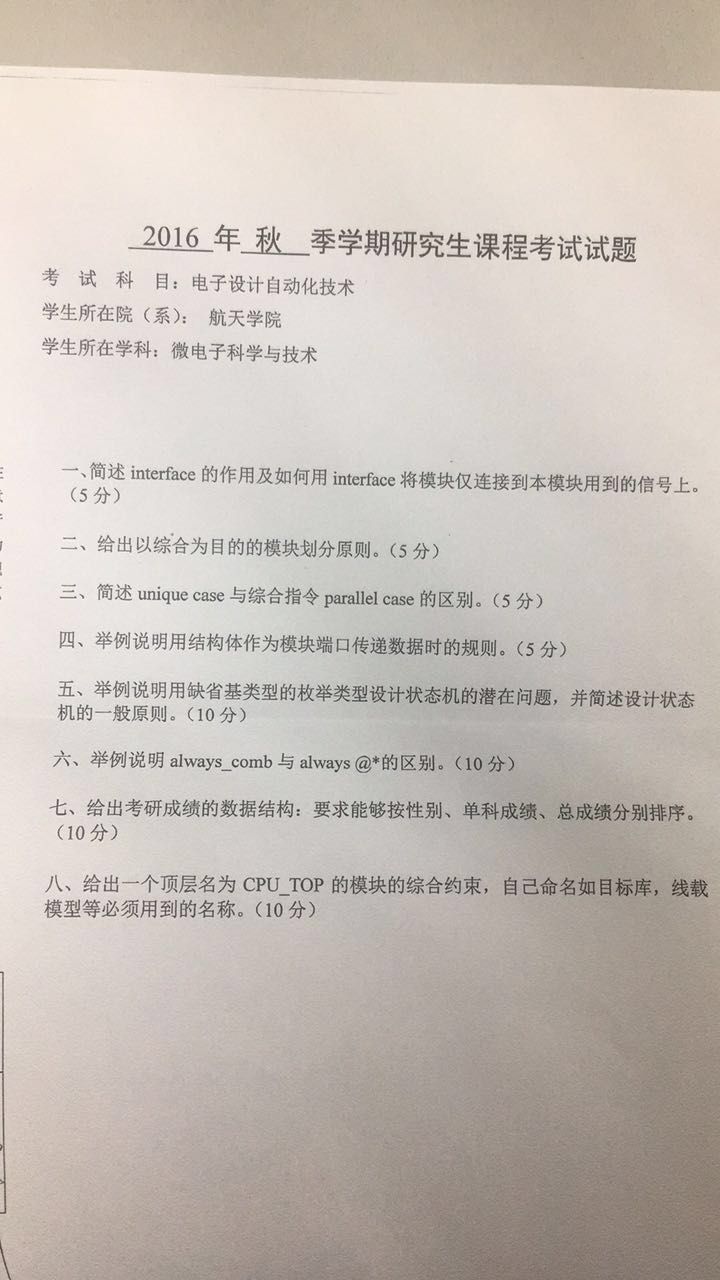 2016 年 秋 季学期研究生课程考试试题
考 试 科 目：电子设计自动化技术
学生所在院（系）： 航天学院
学生所在学科：微电子科学与技术
一、简述 interface 的作用及如何用 interface 将模块仅连接到本模块用到的信号上。
（5 分）
二、给出以综合为目的的模块划分原则。（5 分）
三、简述 unique case 与综合指令 parallel case 的区别。（5 分）
四、举例说明用结构体作为模块端口传递数据时的规则。（5 分）
五、举例说明用缺省基类型的枚举类型设计状态机的潜在问题，并简述设计状态
机的一般原则。（10 分）
六、举例说明 always_comb 与 always @*的区别。（10 分）
七、给出考研成绩的数据结构：要求能够按性别、单科成绩、总成绩分别排序。
（10 分）
八、给出一个顶层名为 CPU_TOP 的模块的综合约束，自己命名如目标库，线载
模型等必须用到的名称。（10 分）